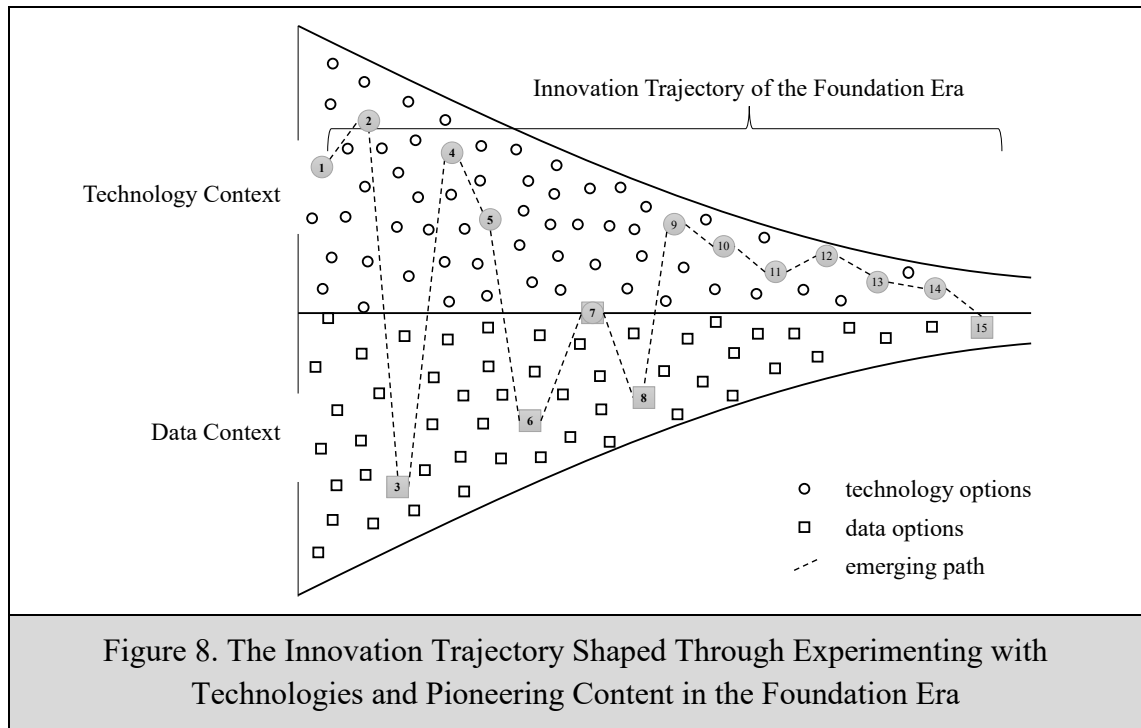 Innovation Trajectory of the Foundation Era
2
4
1
Technology Context
5
9
10
12
11
13
14
7
15
8
6
Data Context
3
technology options
data options
emerging path
Figure 8. The Innovation Trajectory Shaped Through Experimenting with
Technologies and Pioneering Content in the Foundation Era